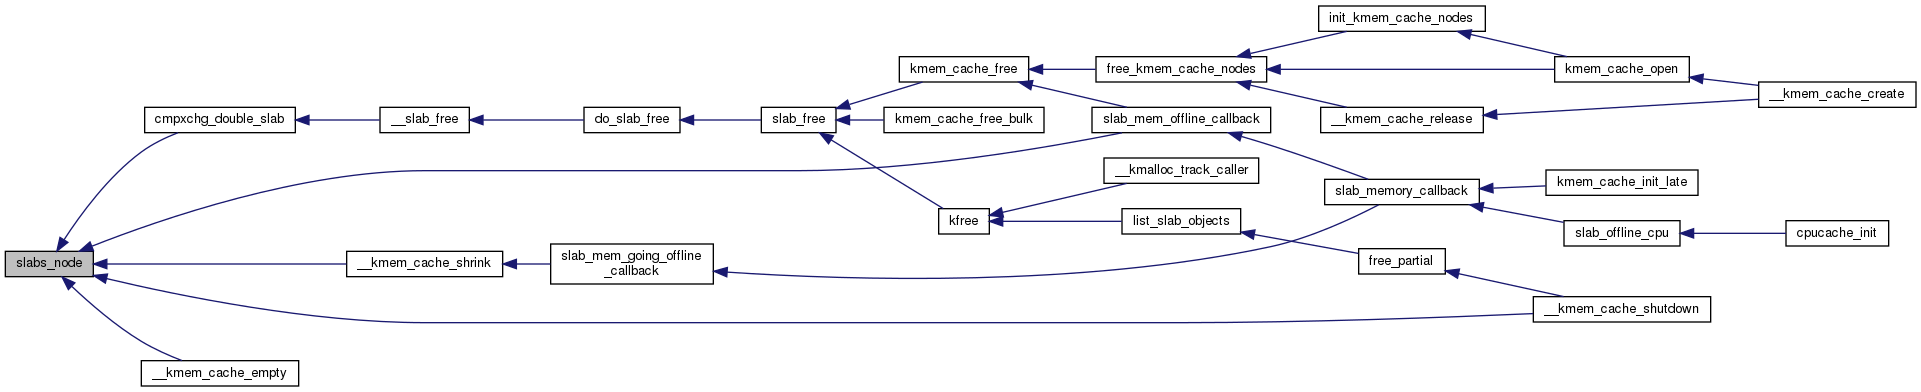 init_kmem_cache_nodes
kmem_cache_free
free_kmem_cache_nodes
kmem_cache_open
__kmem_cache_create
cmpxchg_double_slab
__slab_free
do_slab_free
slab_free
kmem_cache_free_bulk
slab_mem_offline_callback
__kmem_cache_release
__kmalloc_track_caller
slab_memory_callback
kmem_cache_init_late
kfree
list_slab_objects
slab_offline_cpu
cpucache_init
slabs_node
__kmem_cache_shrink
slab_mem_going_offline
_callback
free_partial
__kmem_cache_shutdown
__kmem_cache_empty